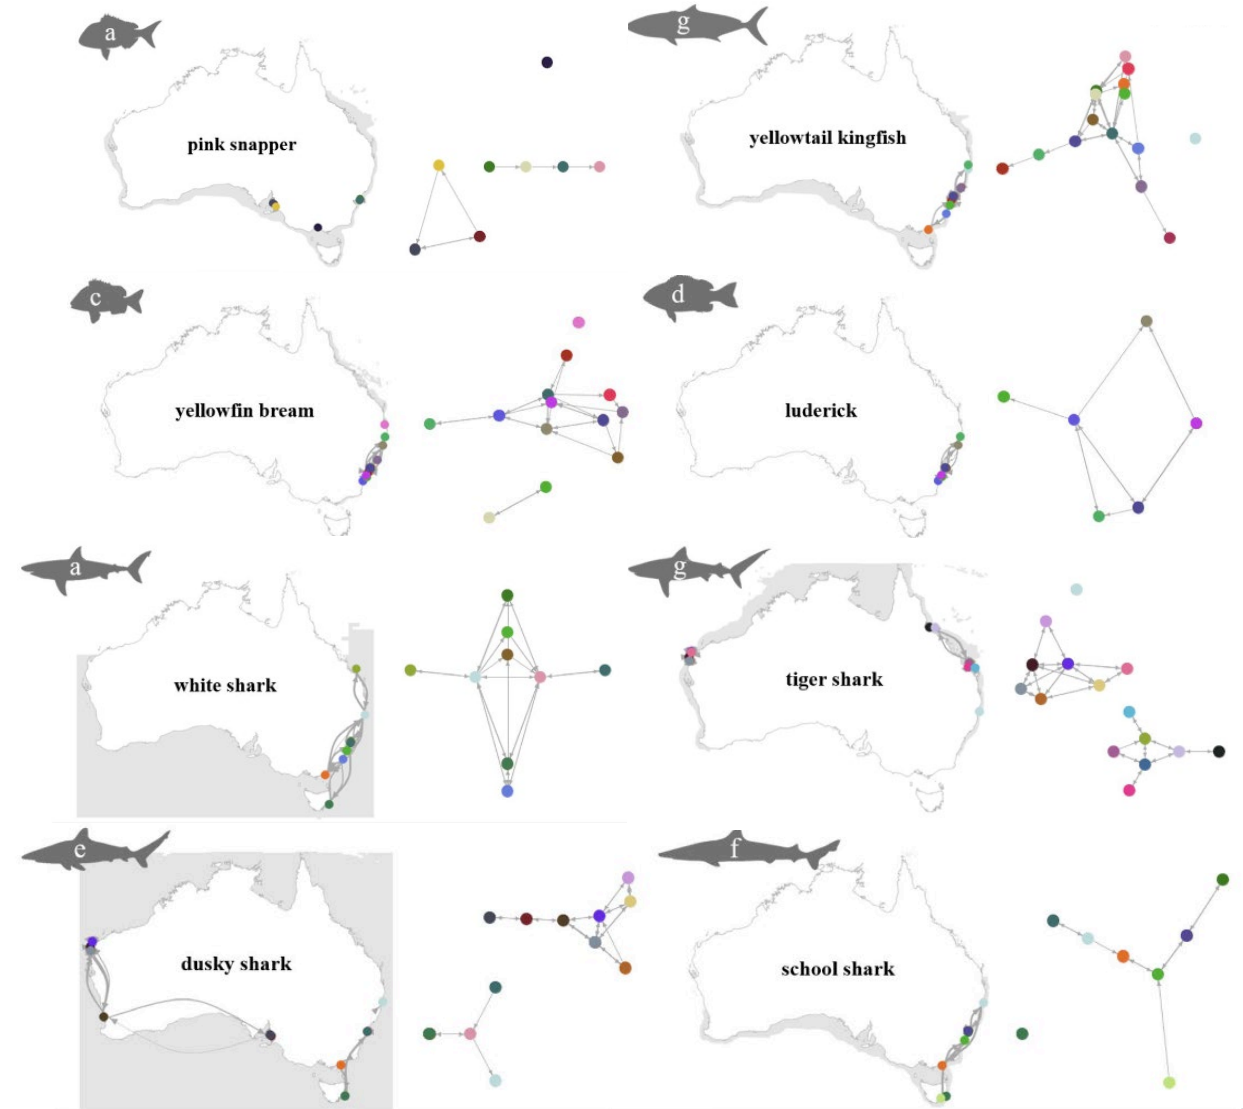 a
pink snapper
g
yellowtail kingfish
c
yellowfin bream
d
luderick
a
white shark
g
tiger shark
e
dusky shark
f
school shark